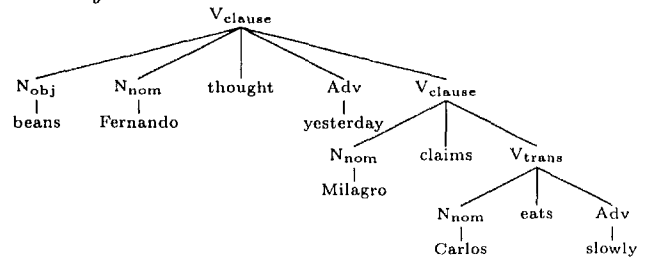 V_clause
N_obj N_nom thought Adv V_clause
beans Fernando yesterday
N_nom claims V_trans
Milagro
N_nom eats Adv
Carlos slowly